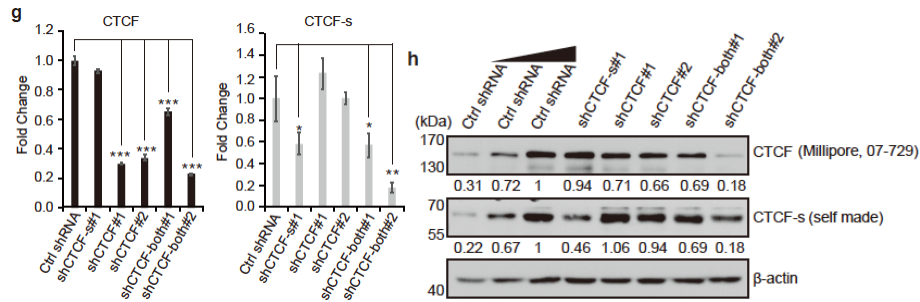 g
CTCF
Fold Change
1.2
1.0
0.8
0.6
0.4
0.2
0.0
***
***
***
***
Ctrl shRNA
shCTCF-s#1
shCTCF#1
shCTCF#2
shCTCF-both#1
shCTCF-both#2
CTCF-s
Fold Change
1.6
1.4
1.2
1.0
0.8
0.6
0.4
0.2
0.0
*
*
**
Ctrl shRNA
shCTCF-s#1
shCTCF#1
shCTCF#2
shCTCF-both#1
shCTCF-both#2
h
Ctrl shRNA
Ctrl shRNA
Ctrl shRNA
shCTCF-s#1
shCTCF#1
shCTCF#2
shCTCF-both#1
shCTCF-both#2
(kDa)
170
130
CTCF (Millipore, 07-729)
0.31 0.72 1 0.94 0.71 0.66 0.69 0.18
70
55
CTCF-s (self made)
0.22 0.67 1 0.46 1.06 0.94 0.69 0.18
40
β-actin